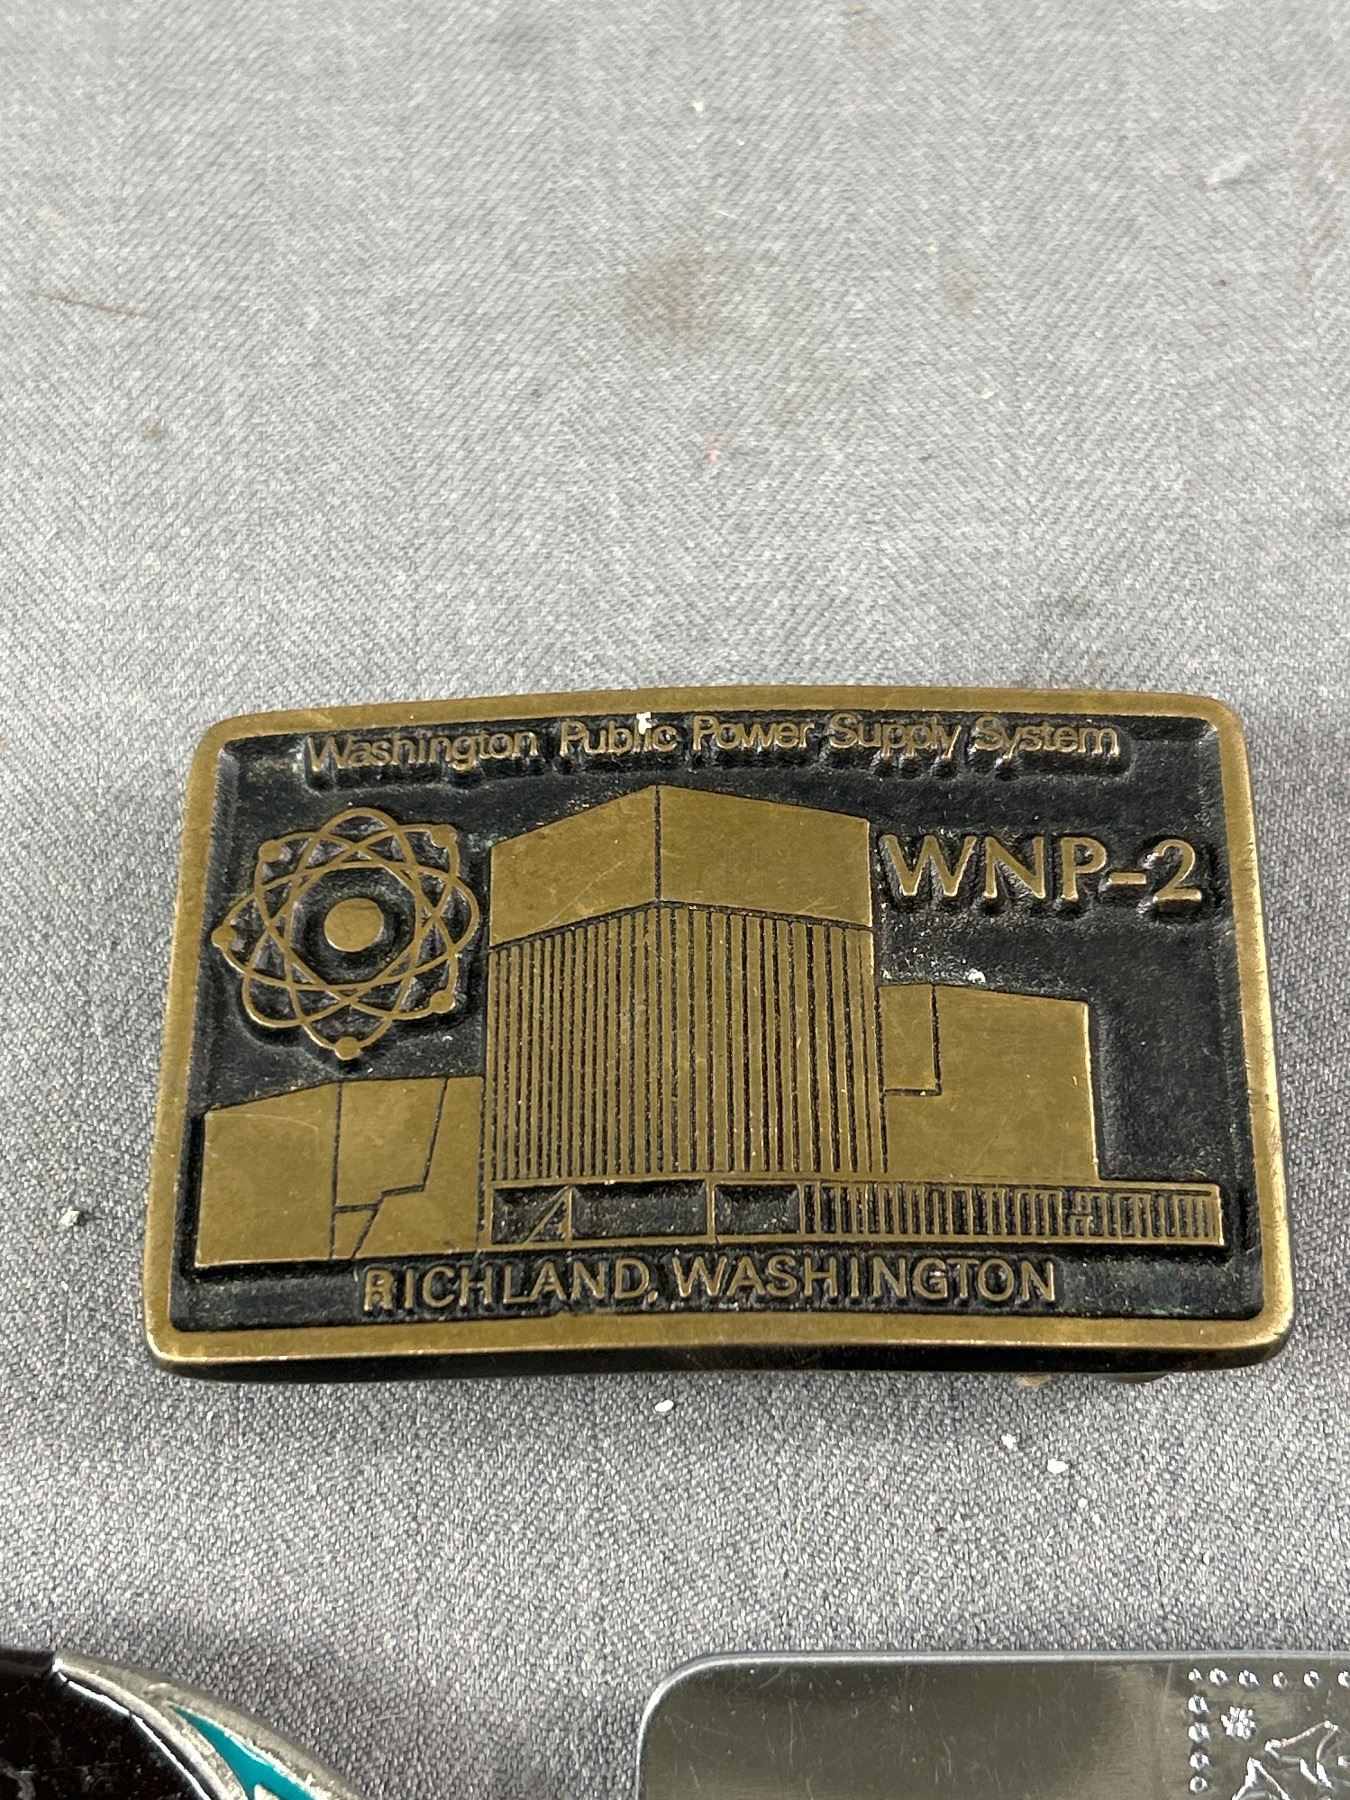 Washington Public Power Supply System
WNP-2
RICHLAND, WASHINGTON